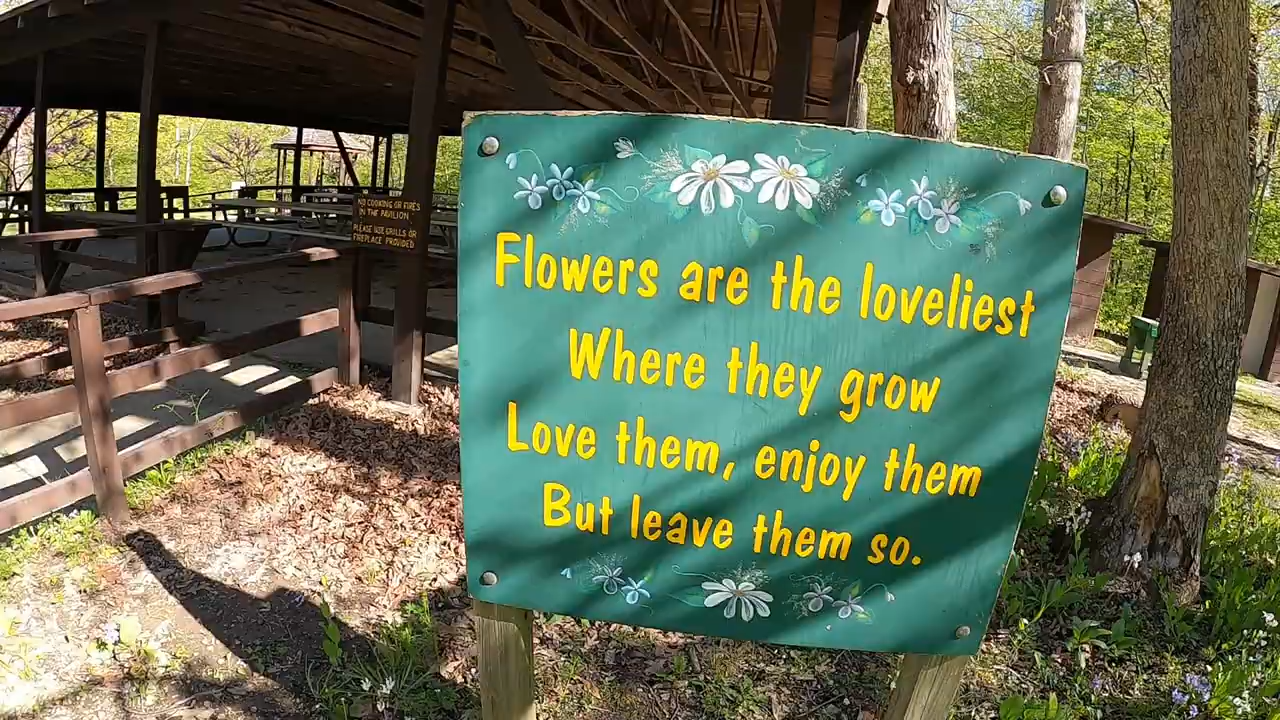 NO COOKING OR FIRES
IN THE PAVILION
PLEASE USE GRILLS OR
FIREPLACE PROVIDED
Flowers are the loveliest
Where they grow
Love them, enjoy them
But leave them so.